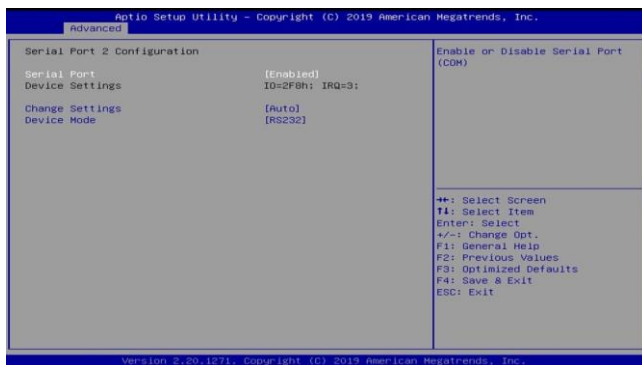 Aptio Setup Utility – Copyright (C) 2019 American Megatrends, Inc.
Advanced
Serial Port 2 Configuration
Serial Port [Enabled]
Device Settings IO=2F8h; IRQ=3;
Change Settings [Auto]
Device Mode [RS232]
Enable or Disable Serial Port
(COM)
→←: Select Screen
↑↓: Select Item
Enter: Select
+/-: Change Opt.
F1: General Help
F2: Previous Values
F3: Optimized Defaults
F4: Save & Exit
ESC: Exit
Version 2.20.1271. Copyright (C) 2019 American Megatrends, Inc.